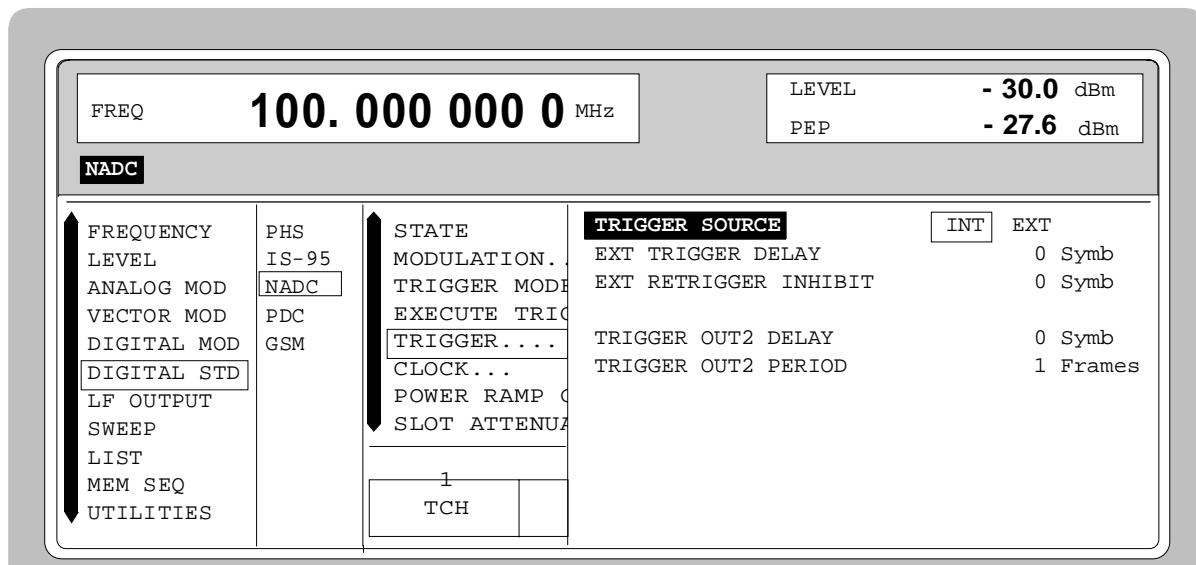 FREQ 100. 000 000 0 MHz
LEVEL - 30.0 dBm
PEP - 27.6 dBm
NADC
FREQUENCY
LEVEL
ANALOG MOD
VECTOR MOD
DIGITAL MOD
DIGITAL STD
LF OUTPUT
SWEEP
LIST
MEM SEQ
UTILITIES
PHS
IS-95
NADC
PDC
GSM
STATE
MODULATION..
TRIGGER MODE
EXECUTE TRIG
TRIGGER....
CLOCK...
POWER RAMP C
SLOT ATTENUA
1
TCH
TRIGGER SOURCE INT EXT
EXT TRIGGER DELAY 0 Symb
EXT RETRIGGER INHIBIT 0 Symb
TRIGGER OUT2 DELAY 0 Symb
TRIGGER OUT2 PERIOD 1 Frames